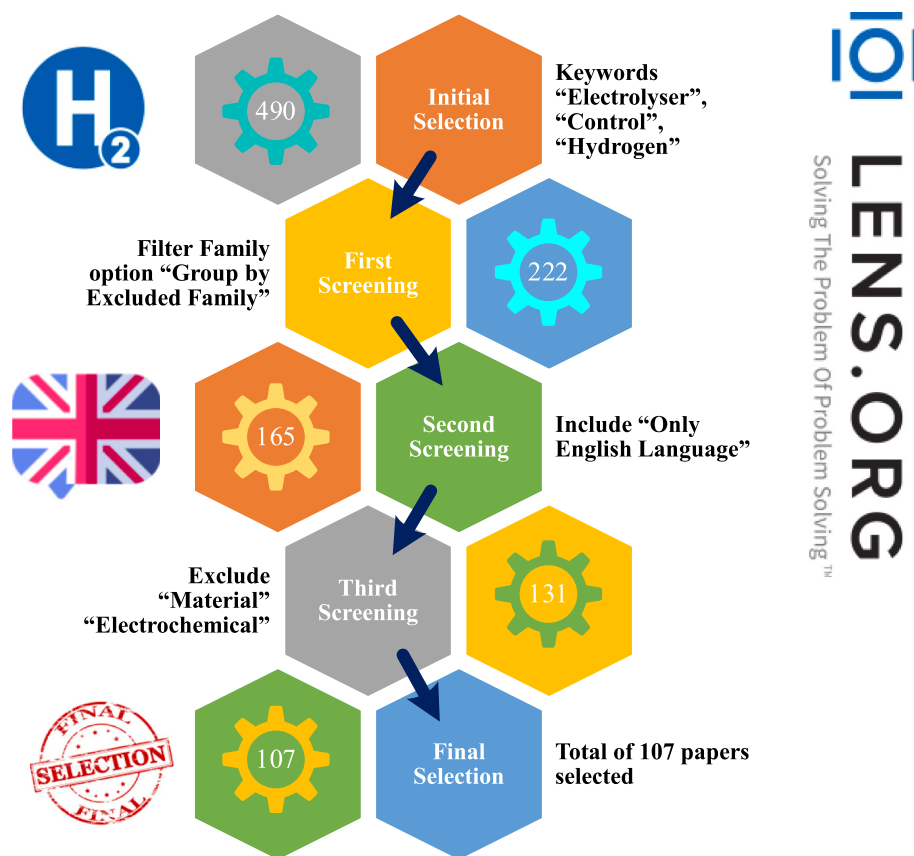 H2
490
Initial
Selection
Keywords
“Electrolyser”,
“Control”,
“Hydrogen”
Filter Family
option “Group by
Excluded Family”
First
Screening
222
165
Second
Screening
Include “Only
English Language”
Exclude
“Material”
“Electrochemical”
Third
Screening
131
FINAL
SELECTION
FINAL
107
Final
Selection
Total of 107 papers
selected
LENS.ORG
Solving The Problem Of Problem Solving™